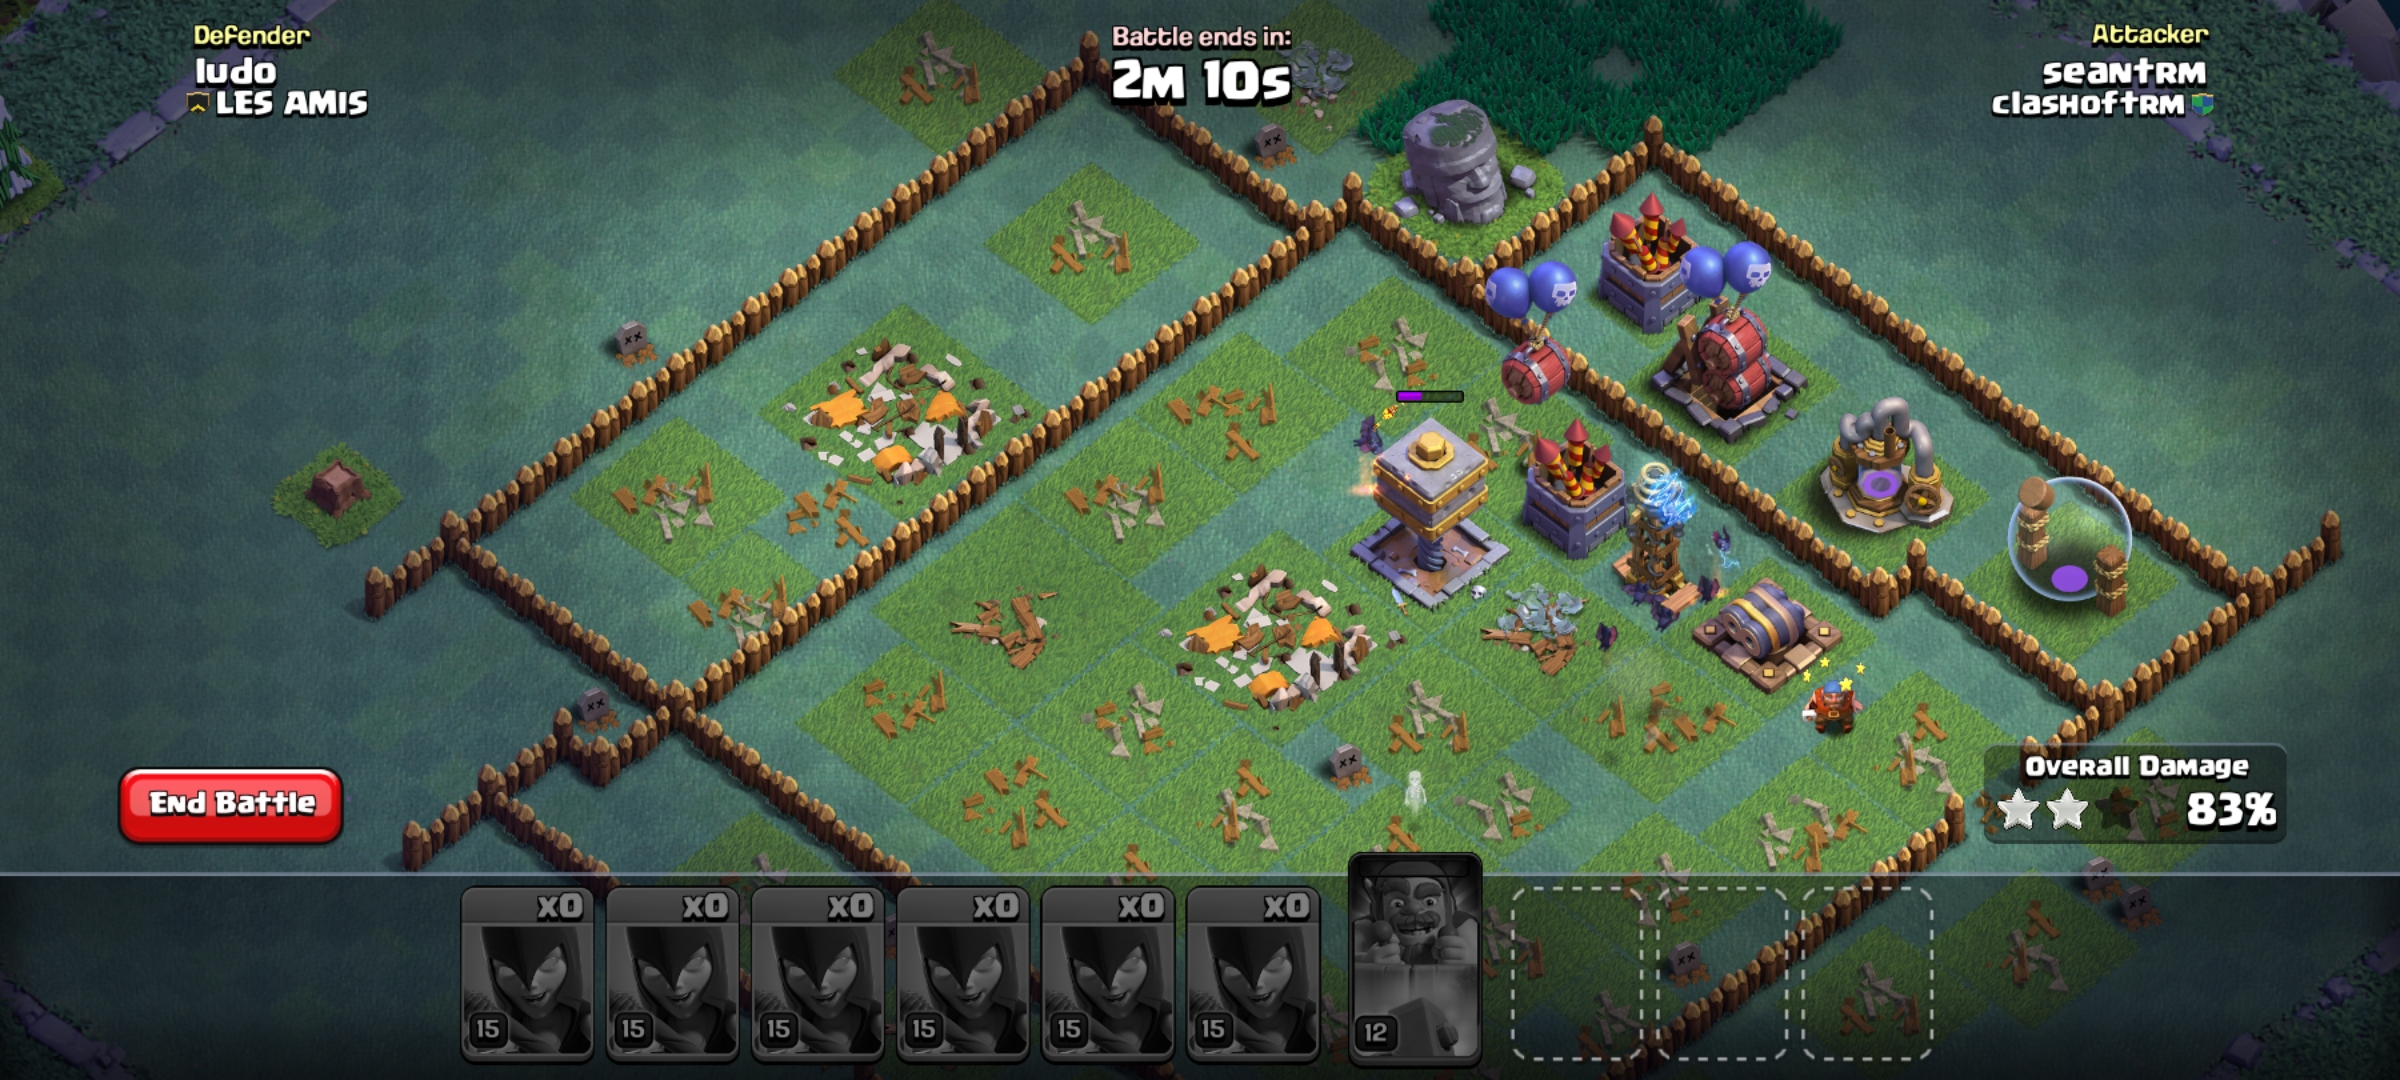 Defender
ludo
LES AMIS
Battle ends in:
2M 10s
Attacker
seantRM
clashoftRM
End Battle
Overall Damage
83%
x0
x0
x0
x0
x0
x0
15
15
15
15
15
15
12